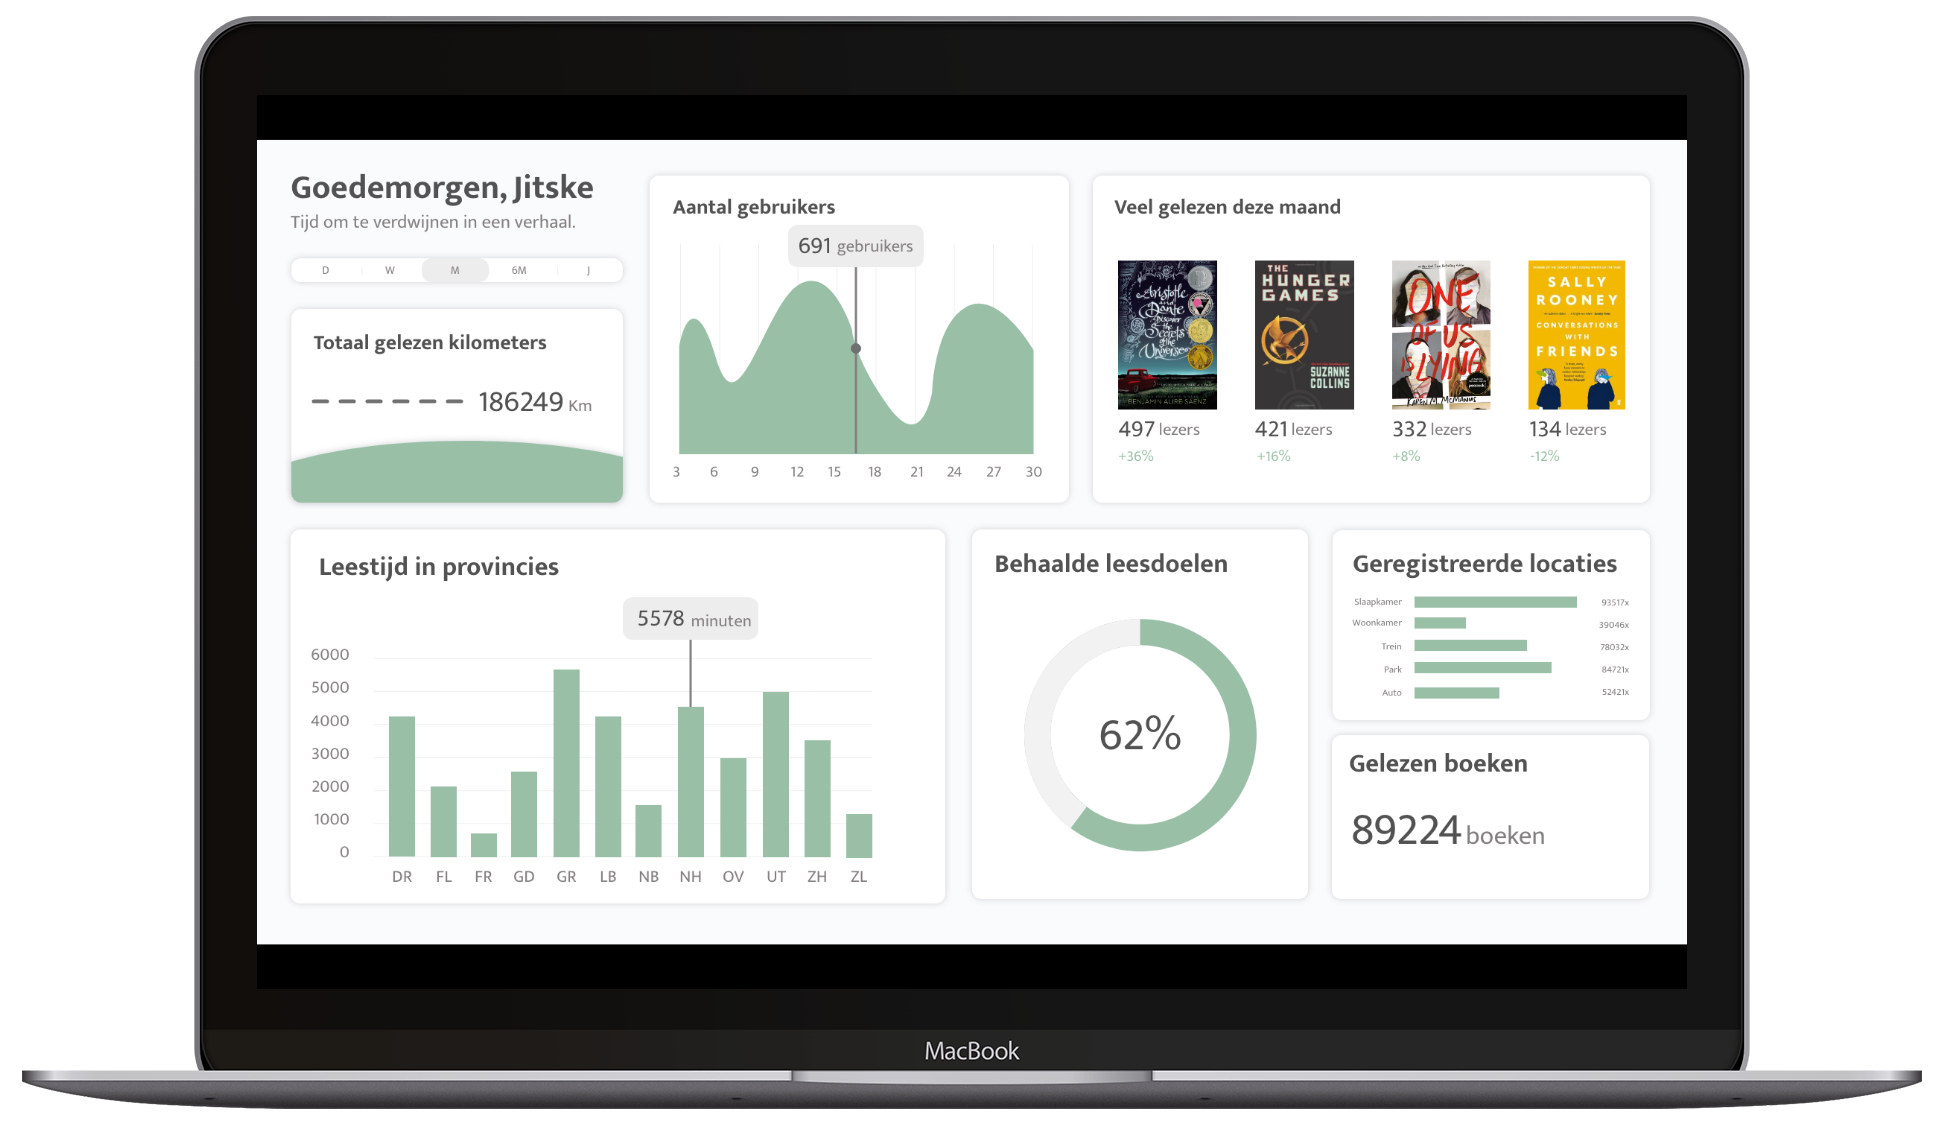 Goedemorgen, Jitske
Tijd om te verdwijnen in een verhaal.
D W M 6M J
Totaal gelezen kilometers
186249 Km
Aantal gebruikers
691 gebruikers
3 6 9 12 15 18 21 24 27 30
Veel gelezen deze maand
Aristotle and Dante Discover the Secrets of the Universe
BENJAMIN ALIRE SÁENZ
THE HUNGER GAMES
SUZANNE COLLINS
ONE OF US IS LYING
KAREN M. McMANUS
SALLY ROONEY
CONVERSATIONS WITH FRIENDS
497 lezers 421 lezers 332 lezers 134 lezers
+36% +16% +8% -12%
Leestijd in provincies
5578 minuten
6000
5000
4000
3000
2000
1000
0
DR FL FR GD GR LB NB NH OV UT ZH ZL
Behaalde leesdoelen
62%
Geregistreerde locaties
Slaapkamer 93517x
Woonkamer 39046x
Trein 78032x
Park 84721x
Auto 52421x
Gelezen boeken
89224 boeken
MacBook